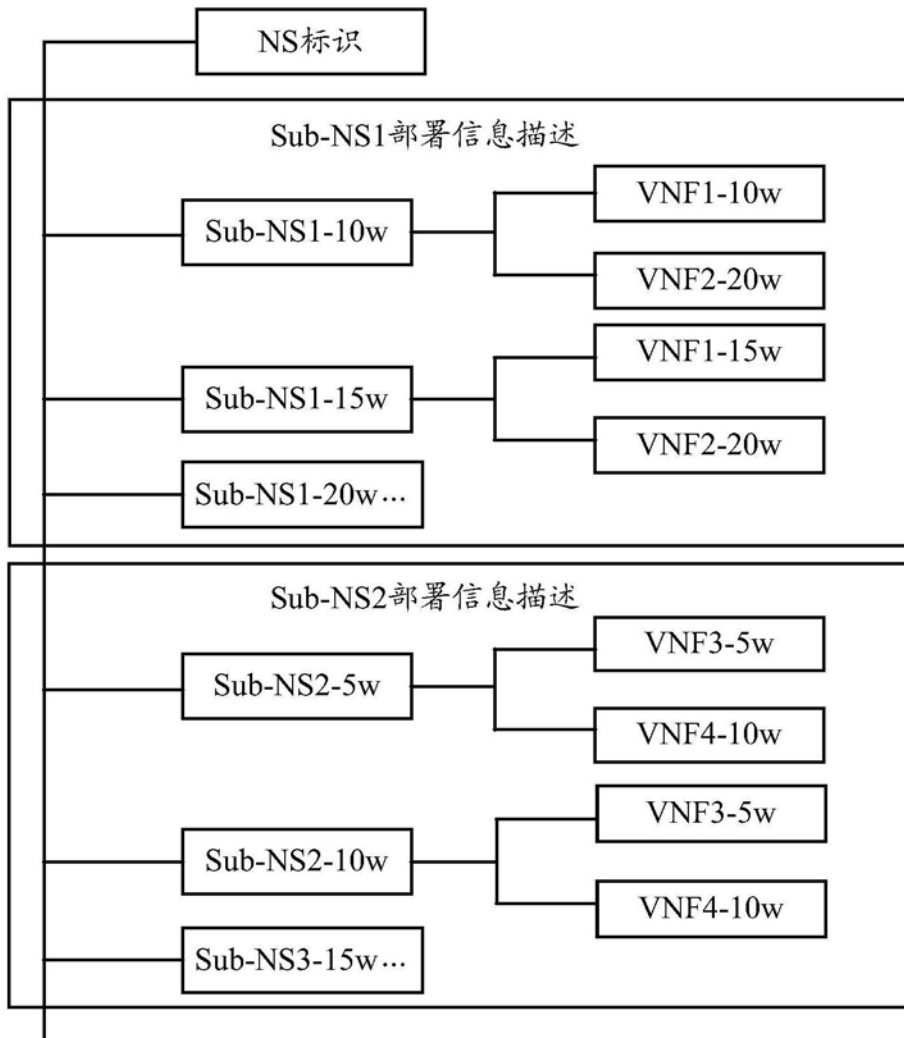 NS标识
Sub-NS1部署信息描述
Sub-NS1-10w
VNF1-10w
VNF2-20w
Sub-NS1-15w
VNF1-15w
VNF2-20w
Sub-NS1-20w...
Sub-NS2部署信息描述
Sub-NS2-5w
VNF3-5w
VNF4-10w
Sub-NS2-10w
VNF3-5w
VNF4-10w
Sub-NS3-15w...